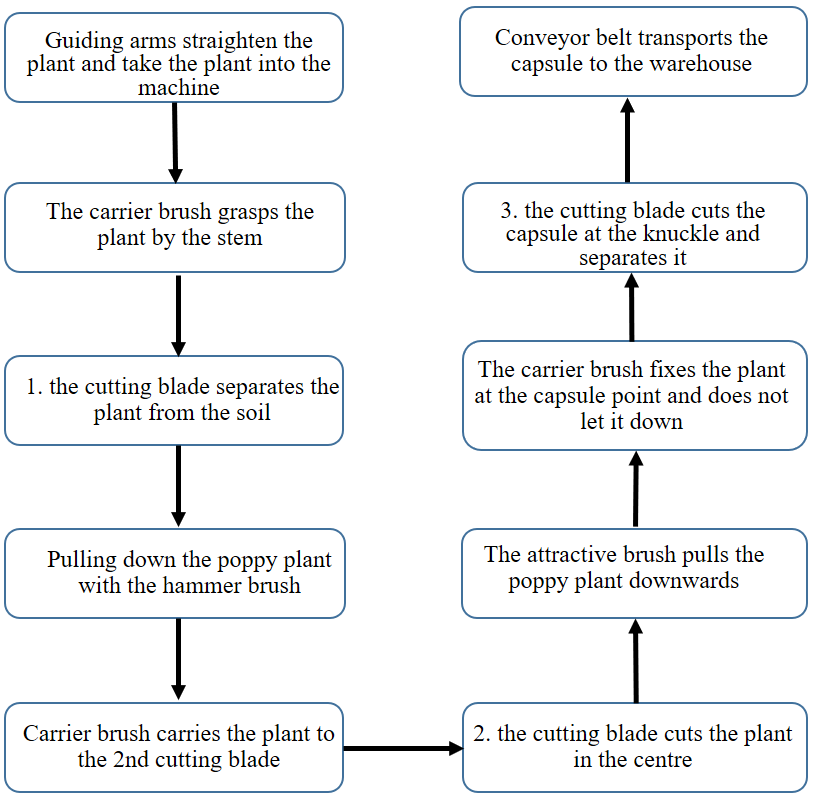 Guiding arms straighten the
plant and take the plant into the
machine
The carrier brush grasps the
plant by the stem
1. the cutting blade separates the
plant from the soil
Pulling down the poppy plant
with the hammer brush
Carrier brush carries the plant to
the 2nd cutting blade
2. the cutting blade cuts the plant
in the centre
The attractive brush pulls the
poppy plant downwards
The carrier brush fixes the plant
at the capsule point and does not
let it down
3. the cutting blade cuts the
capsule at the knuckle and
separates it
Conveyor belt transports the
capsule to the warehouse